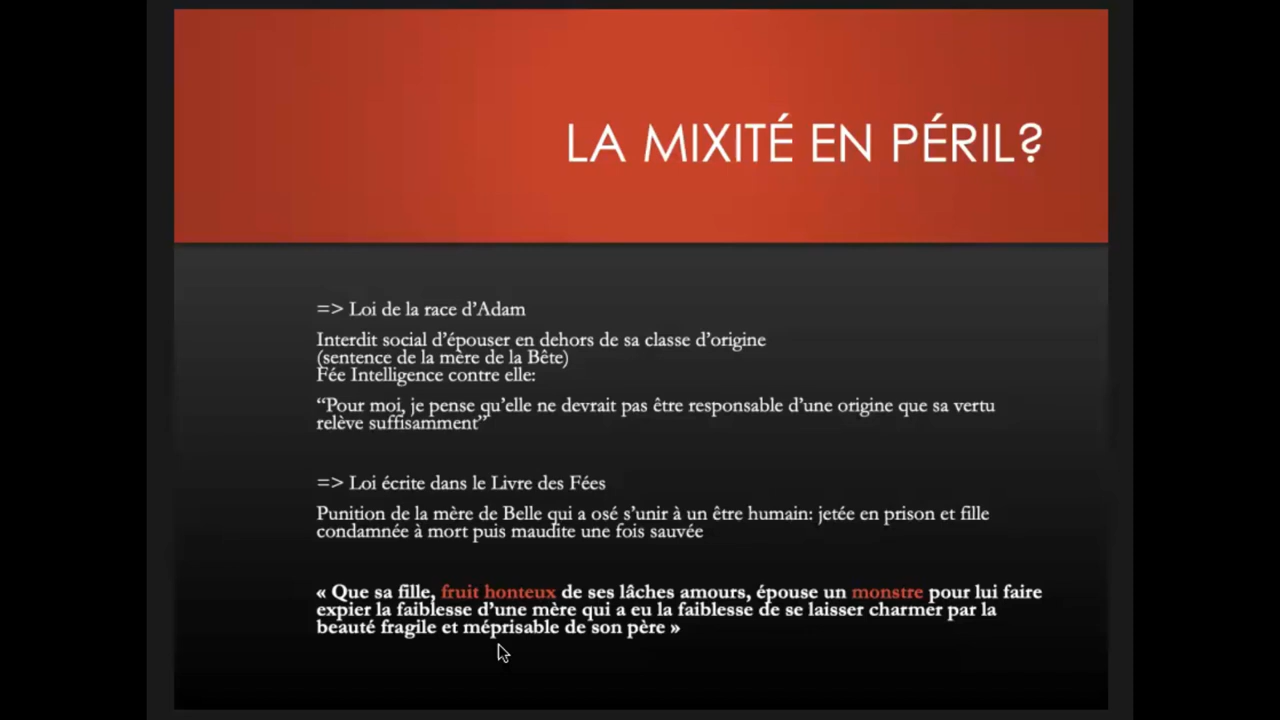 LA MIXITÉ EN PÉRIL?
=> Loi de la race d’Adam
Interdit social d’épouser en dehors de sa classe d’origine
(sentence de la mère de la Bête)
Fée Intelligence contre elle:
“Pour moi, je pense qu’elle ne devrait pas être responsable d’une origine que sa vertu
relève suffisamment”
=> Loi écrite dans le Livre des Fées
Punition de la mère de Belle qui a osé s’unir à un être humain: jetée en prison et fille
condamnée à mort puis maudite une fois sauvée
« Que sa fille, fruit honteux de ses lâches amours, épouse un monstre pour lui faire
expier la faiblesse d’une mère qui a eu la faiblesse de se laisser charmer par la
beauté fragile et méprisable de son père »